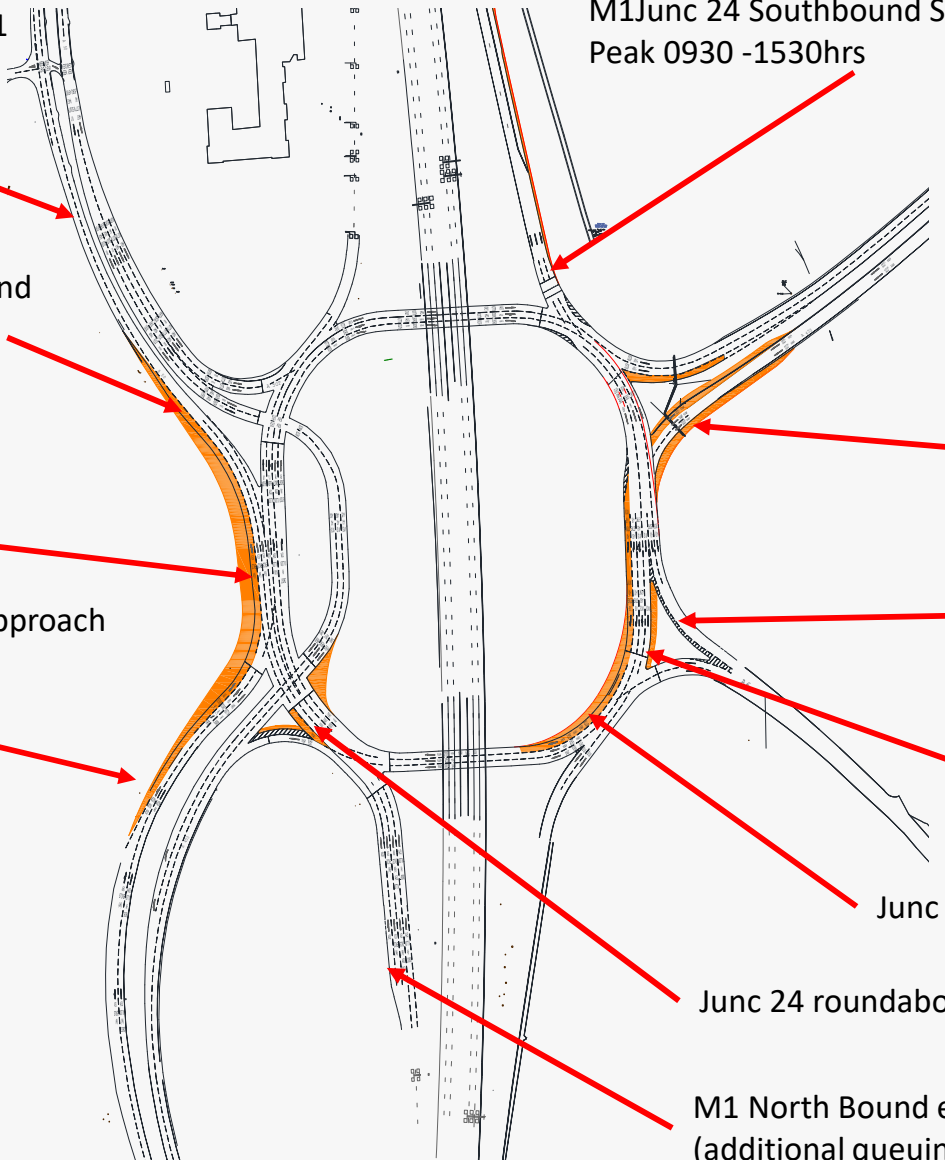 M1Junc 24 Southbound S
Peak 0930 -1530hrs
1
nd
pproach
Junc
Junc 24 roundabo
M1 North Bound e
(additional queuin